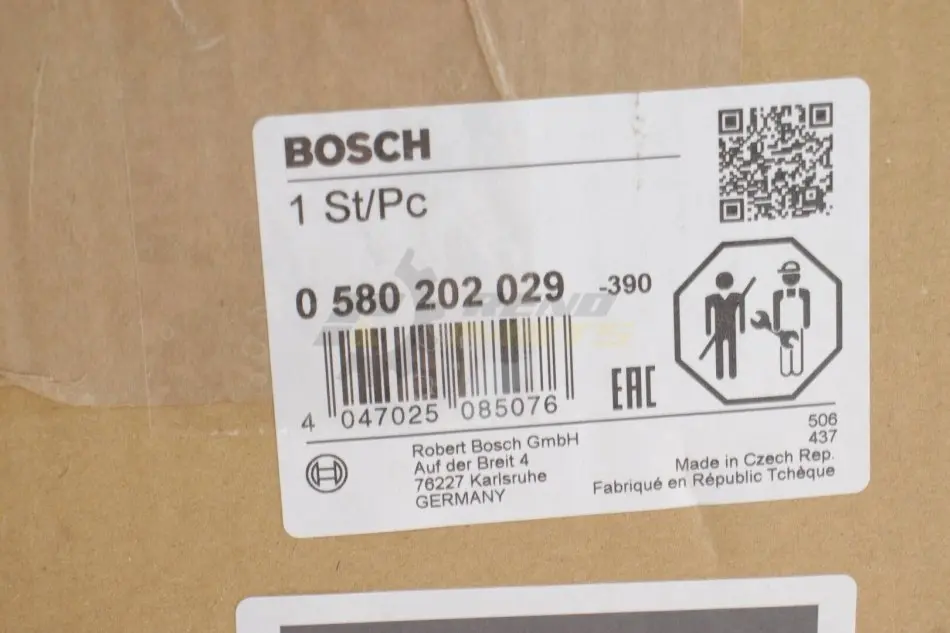 BOSCH
1 St/Pc
0 580 202 029 -390
4 047025 085076
EAC
506
437
Robert Bosch GmbH
Auf der Breit 4
76227 Karlsruhe
GERMANY
Made in Czech Rep.
Fabriqué en République Tchèque